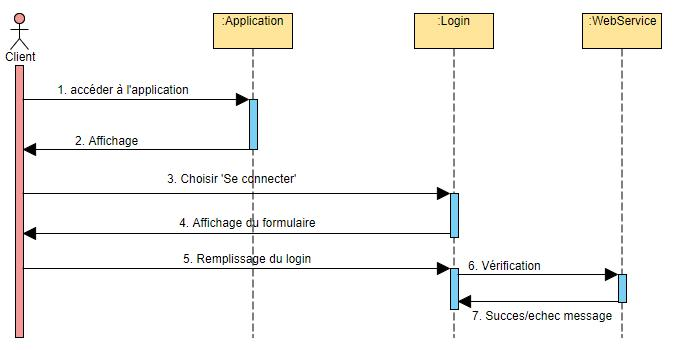 :Application
:Login
:WebService
Client
1. accéder à l'application
2. Affichage
3. Choisir 'Se connecter'
4. Affichage du formulaire
5. Remplissage du login
6. Vérification
7. Succes/echec message